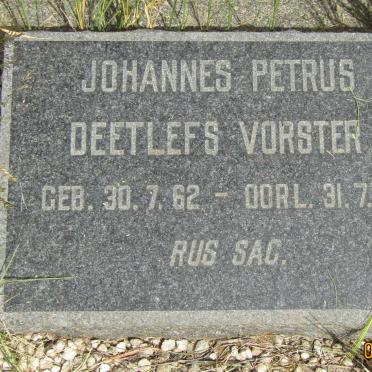 JOHANNES PETRUS
DEETLEFS VORSTER
GEB. 30.7.62 - OORL. 31.7.
RUS SAG.